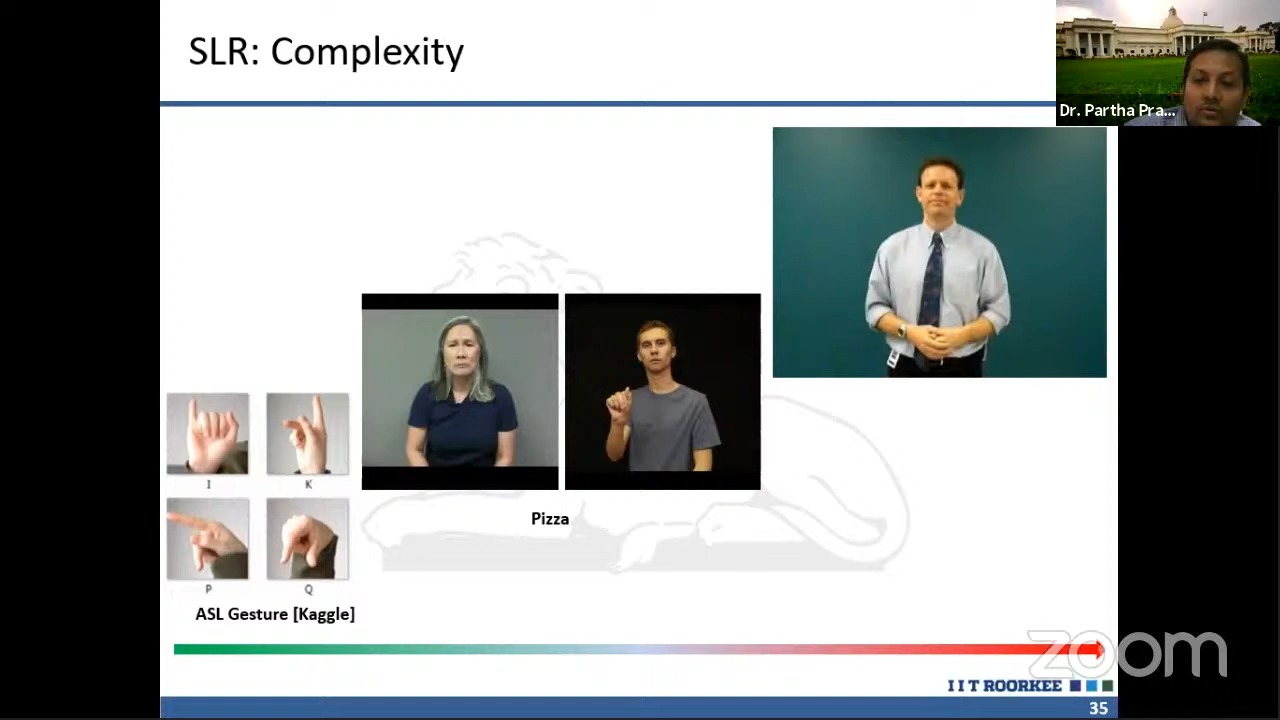 SLR: Complexity
Dr. Partha Pra...
I
K
P
Q
Pizza
ASL Gesture [Kaggle]
zoom
IIT ROORKEE
35